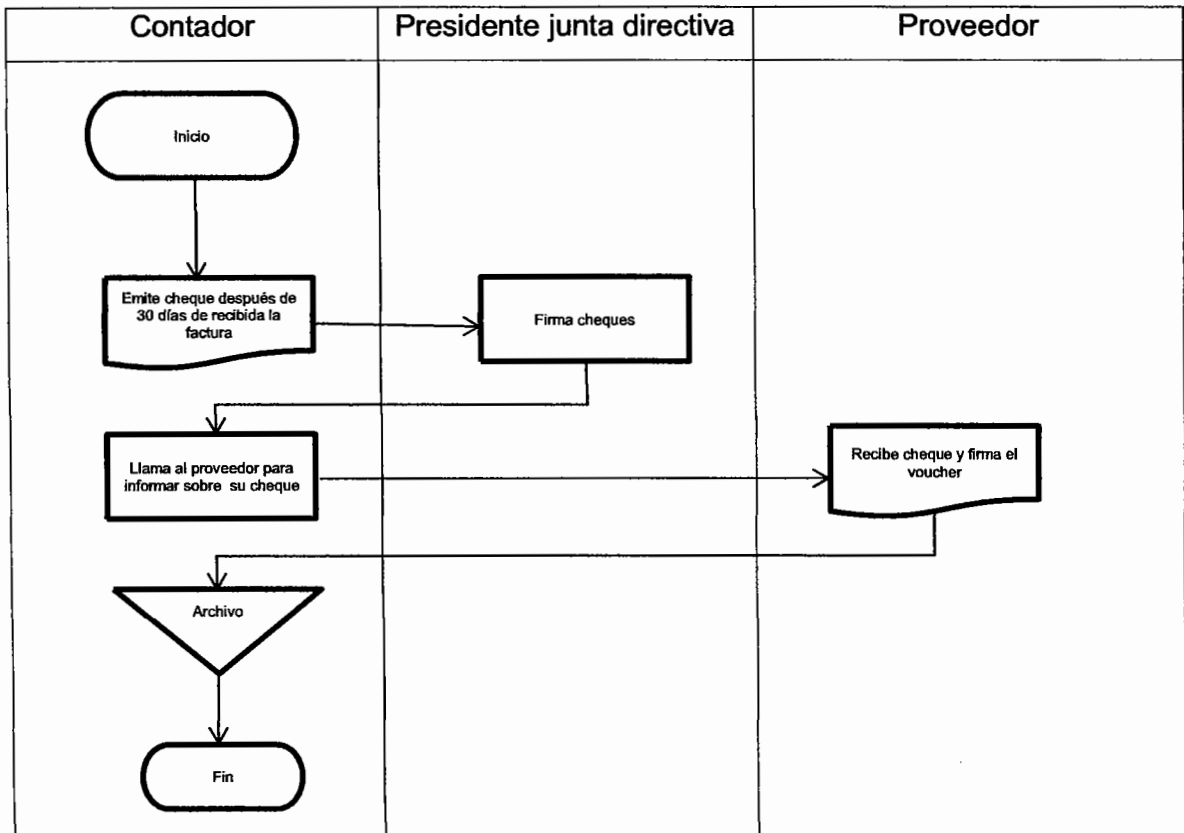 Contador
Presidente junta directiva
Proveedor
Inicio
Emite cheque después de
30 días de recibida la
factura
Firma cheques
Llama al proveedor para
informar sobre su cheque
Recibe cheque y firma el
voucher
Archivo
Fin